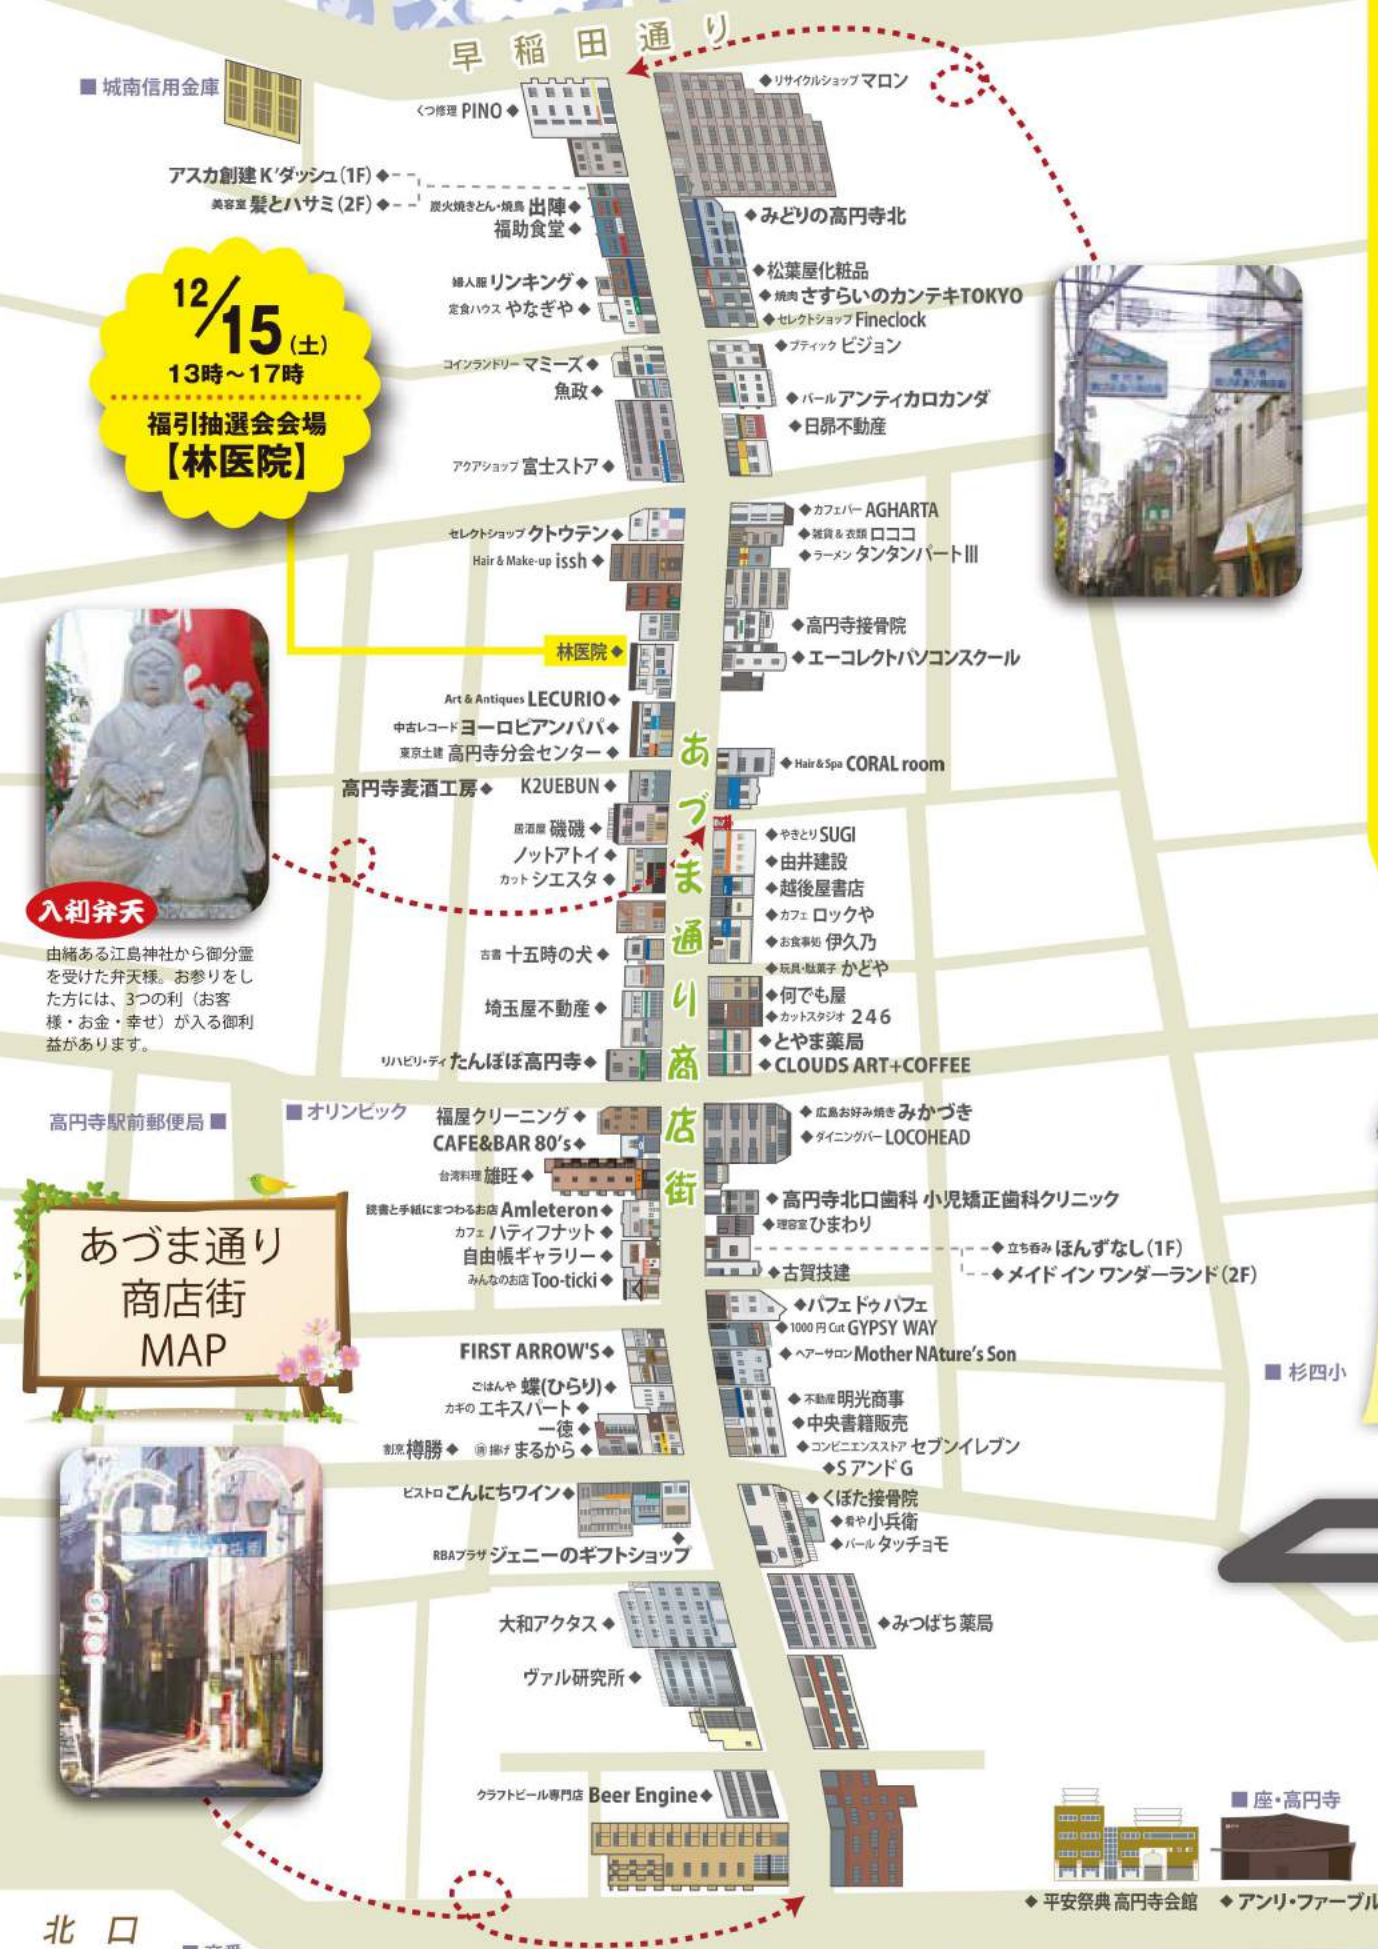 早稲田通り
■ 城南信用金庫
◆リサイクルショップ マロン
くつ修理 PINO ◆
アスカ創建 K'ダッシュ(1F)◆
美容室 髪とハサミ(2F)◆
炭火焼きとん・焼鳥 出陣◆
福助食堂◆
◆みどりの高円寺北
婦人服 リンキング◆
定食ハウス やなぎや◆
◆松葉屋化粧品
◆焼肉 さすらいのカンテキTOKYO
◆セレクトショップ Fineclock
◆ブティック ビジョン
12/15(土)
13時～17時
福引抽選会会場
【林医院】
コインランドリー マミーズ◆
魚政◆
◆バール アンティカロカンダ
◆日昴不動産
アクアショップ 富士ストア◆
◆カフェバー AGHARTA
◆雑貨&衣類 ロココ
◆ラーメン タンタンパートIII
セレクトショップ クトウテン◆
Hair & Make-up issh◆
◆高円寺接骨院
◆エーコレクトパソコンスクール
林医院◆
Art & Antiques LECURIO◆
中古レコード ヨーロピアンパパ◆
東京土建 高円寺分会センター◆
高円寺麦酒工房◆
K2UEBUN◆
◆Hair & Spa CORAL room
居酒屋 磯磯◆
ノットアトイ◆
カット シエスタ◆
◆やきとり SUGI
◆由井建設
◆越後屋書店
◆カフェ ロックや
◆お食事処 伊久乃
◆玩具・駄菓子 かどや
◆何でも屋
◆カットスタジオ 246
◆とやま薬局
◆CLOUDS ART+COFFEE
古書 十五時の犬◆
埼玉屋不動産◆
リハビリ・デイ たんぽぽ高円寺◆
あづま通り商店街
入利弁天
由緒ある江島神社から御分霊
を受けた弁天様。お参りをし
た方には、3つの利（お客
様・お金・幸せ）が入る御利
益があります。
高円寺駅前郵便局 ■
■ オリンピック
福屋クリーニング◆
CAFE&BAR 80's◆
台湾料理 雄旺◆
読書と手紙にまつわるお店 Amleteron◆
カフェ ハティフナット◆
自由帳ギャラリー◆
みんなのお店 Too-ticki◆
◆広島お好み焼き みかづき
◆ダイニングバー LOCOHEAD
◆高円寺北口歯科 小児矯正歯科クリニック
◆理容室 ひまわり
◆立ち呑み ほんずなし(1F)
◆メイド イン ワンダーランド(2F)
◆古賀技建
◆パフェ ドゥ パフェ
◆1000円Cut GYPSY WAY
◆ヘアーサロン Mother NAture's Son
あづま通り
商店街
MAP
FIRST ARROW'S◆
ごはんや 蝶(ひらり)◆
カギの エキスパート◆
一徳◆
割烹 樽勝◆
揚げ まるから◆
◆不動産 明光商事
◆中央書籍販売
◆コンビニエンスストア セブンイレブン
◆S アンド G
■ 杉四小
ビストロ こんにちワイン◆
RBAプラザ ジェニーのギフトショップ
◆くぼた接骨院
◆肴や 小兵衛
◆バール タッチョモ
大和アクタス◆
◆みつばち薬局
ヴァル研究所◆
クラフトビール専門店 Beer Engine◆
■ 座・高円寺
◆平安祭典 高円寺会館
◆アンリ・ファーブル
北口